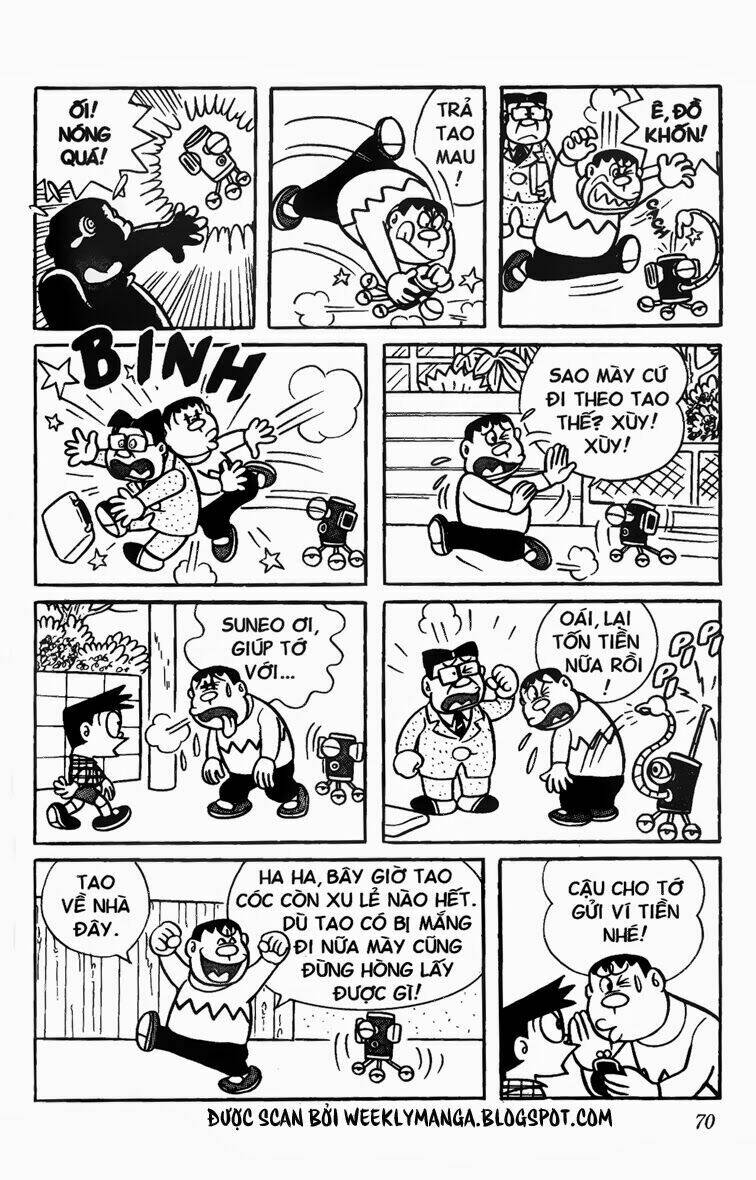 ỐI!
NÓNG
QUÁ!
TRẢ
TAO
MAU
!
Ê, ĐỒ
KHỐN!
CẠCH
BINH
SAO MÀY CỨ
ĐI THEO TAO
THẾ? XÙY!
XÙY!
SUNEO ƠI,
GIÚP TỚ
VỚI...
OÁI, LẠI
TỐN TIỀN
NỮA RỒI
!
PI PI
TAO
VỀ NHÀ
ĐÂY.
HA HA, BÂY GIỜ TAO
CÓC CÒN XU LẺ NÀO HẾT.
DÙ TAO CÓ BỊ MẮNG
ĐI NỮA MÀY CŨNG
ĐỪNG HÒNG LẤY
ĐƯỢC GÌ!
CẬU CHO TỚ
GỬI VÍ TIỀN
NHÉ!
ĐƯỢC SCAN BỞI WEEKLYMANGA.BLOGSPOT.COM
70